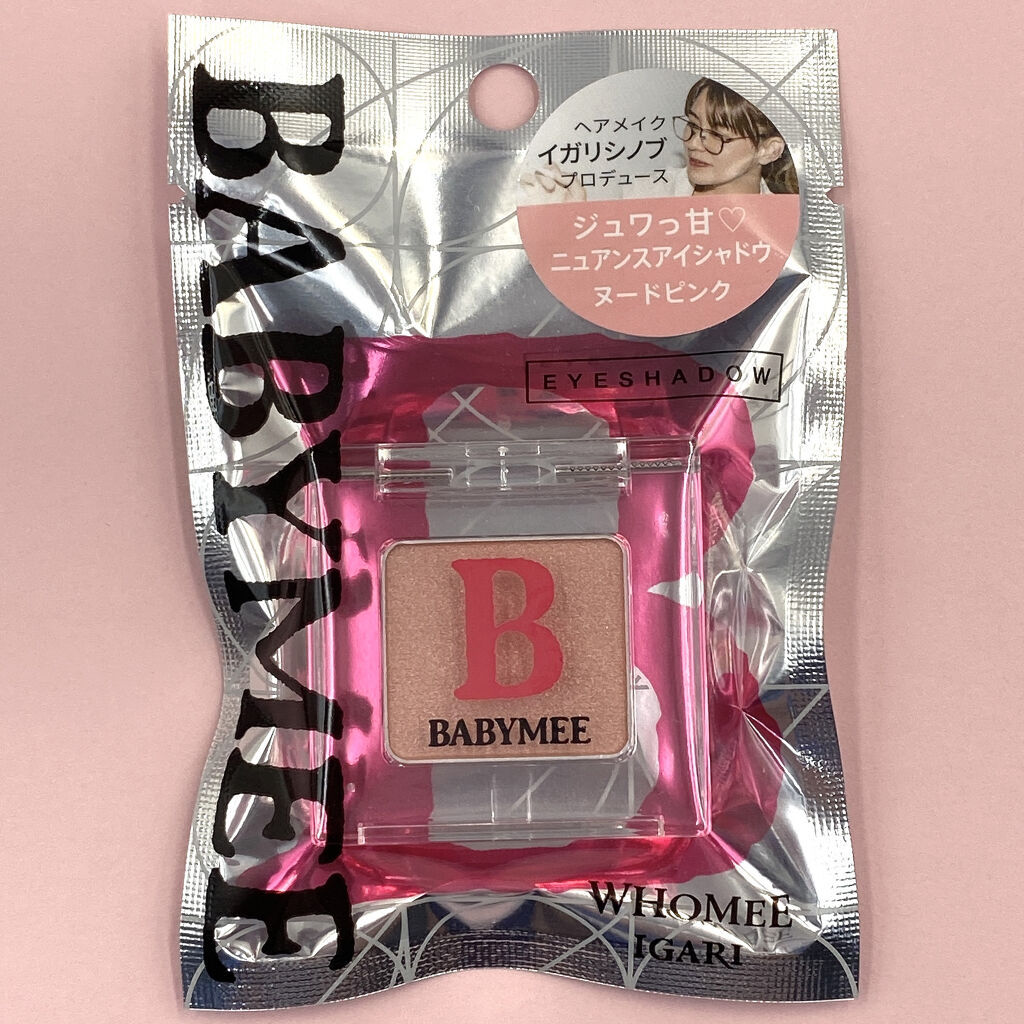 BABYMEE
ヘアメイク
イガリシノブ
プロデュース
ジュワっ甘♡
ニュアンスアイシャドウ
ヌードピンク
EYESHADOW
B
BABYMEE
WHOMEE
IGARI